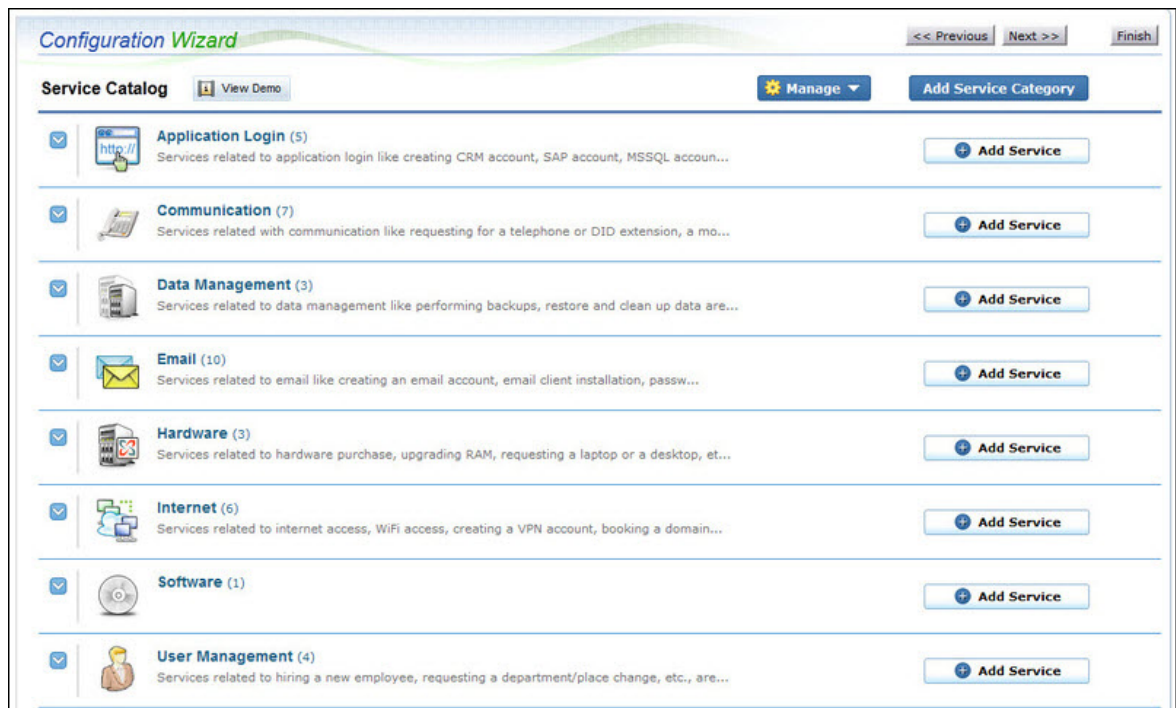 Configuration Wizard << Previous Next >> Finish
Service Catalog View Demo Manage Add Service Category
Application Login (5)
Services related to application login like creating CRM account, SAP account, MSSQL accoun...
http://
Add Service
Communication (7)
Services related with communication like requesting for a telephone or DID extension, a mo...
Add Service
Data Management (3)
Services related to data management like performing backups, restore and clean up data are...
Add Service
Email (10)
Services related to email like creating an email account, email client installation, passw...
Add Service
Hardware (3)
Services related to hardware purchase, upgrading RAM, requesting a laptop or a desktop, et...
Add Service
Internet (6)
Services related to internet access, WiFi access, creating a VPN account, booking a domain...
Add Service
Software (1)
Add Service
User Management (4)
Services related to hiring a new employee, requesting a department/place change, etc., are...
Add Service